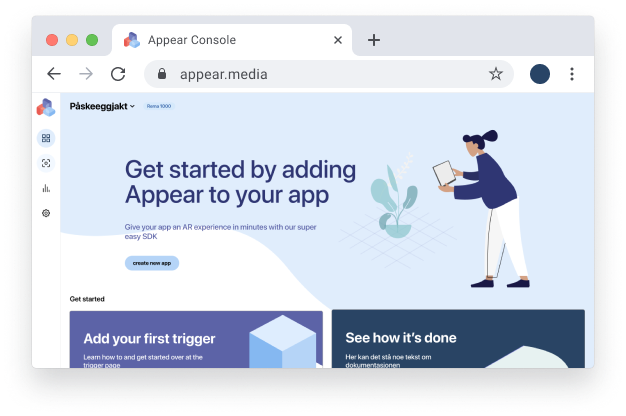 Appear Console
appear.media
Påskeeggjakt
Rema 1000
Get started by adding
Appear to your app
Give your app an AR experience in minutes with our super
easy SDK
create new app
Get started
Add your first trigger
Learn how to and get started over at the
trigger page
See how it's done
Her kan det stå noe tekst om
dokumentasionen